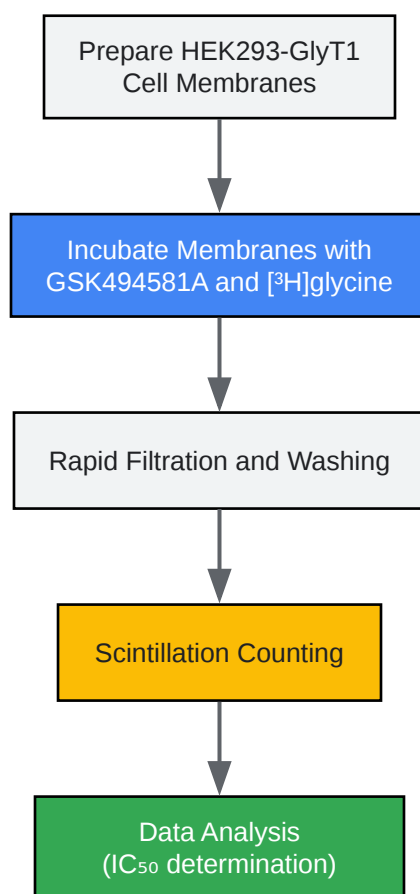 Prepare HEK293-GlyT1
Cell Membranes
Incubate Membranes with
GSK494581A and [³H]glycine
Rapid Filtration and Washing
Scintillation Counting
Data Analysis
(IC₅₀ determination)